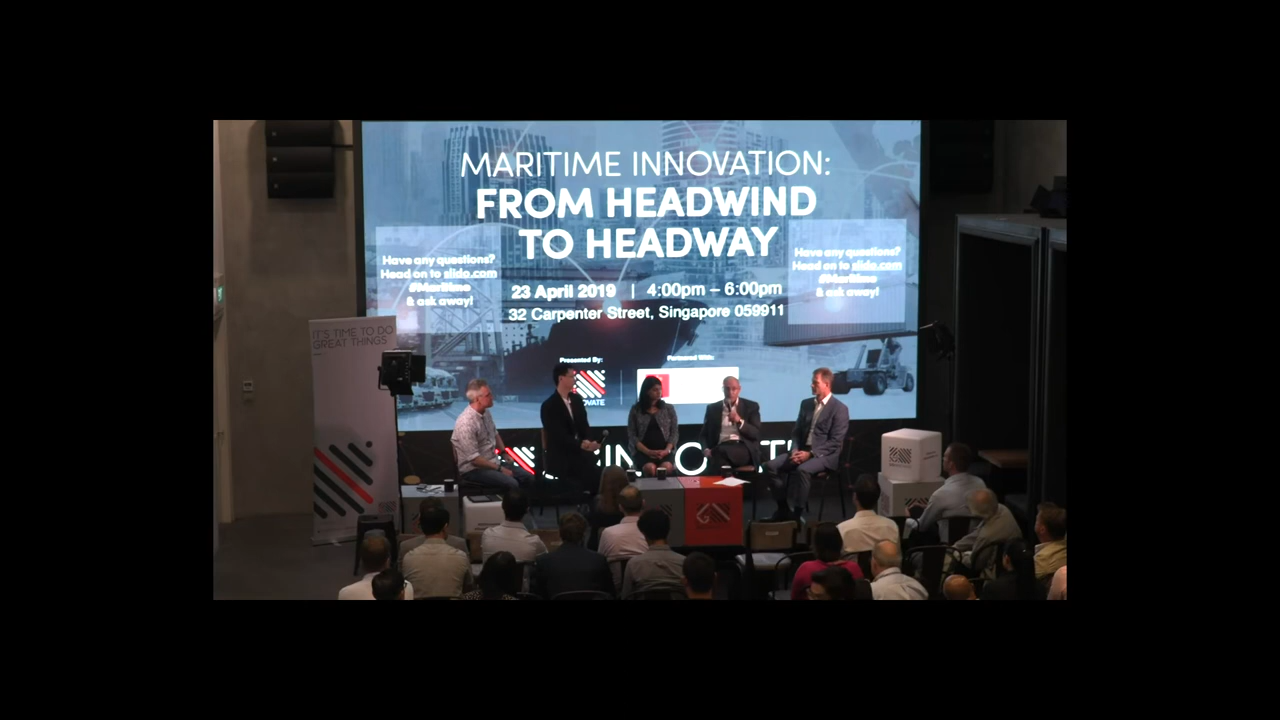 MARITIME INNOVATION:
FROM HEADWIND
TO HEADWAY
Have any questions?
Head on to slido.com
#Maritime
& ask away!
Have any questions?
Head on to slido.com
#Maritime
& ask away!
23 April 2019 | 4:00pm – 6:00pm
32 Carpenter Street, Singapore 059911
IT'S TIME TO DO
GREAT THINGS
Presented By:
Partnered With: